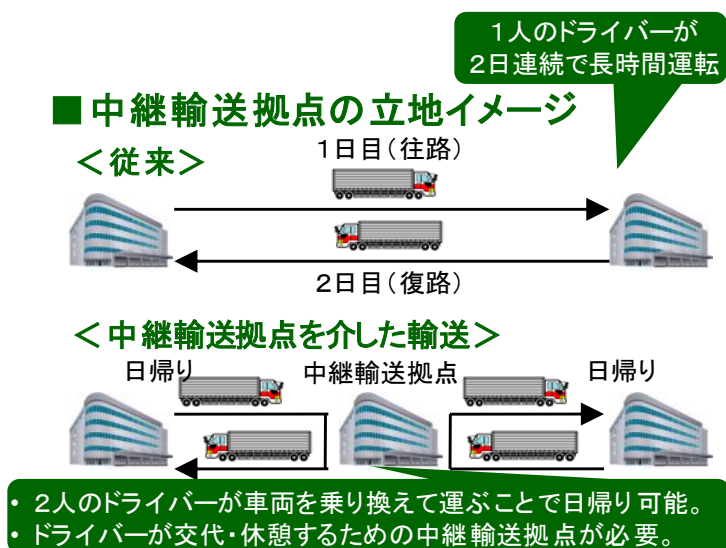 １人のドライバーが
２日連続で長時間運転
■中継輸送拠点の立地イメージ
＜従来＞
１日目（往路）
２日目（復路）
＜中継輸送拠点を介した輸送＞
日帰り 中継輸送拠点 日帰り
• ２人のドライバーが車両を乗り換えて運ぶことで日帰り可能。
• ドライバーが交代・休憩するための中継輸送拠点が必要。